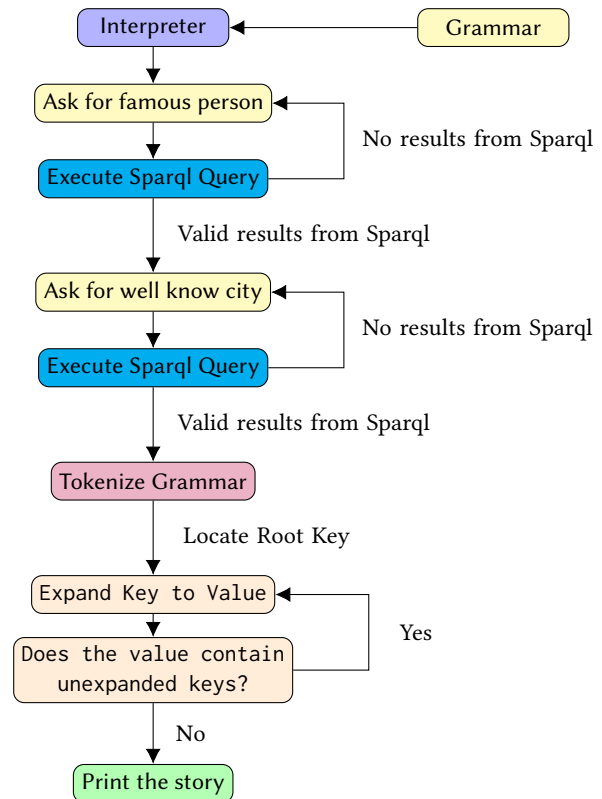 Interpreter
Grammar
Ask for famous person
No results from Sparql
Execute Sparql Query
Valid results from Sparql
Ask for well know city
No results from Sparql
Execute Sparql Query
Valid results from Sparql
Tokenize Grammar
Locate Root Key
Expand Key to Value
Yes
Does the value contain
unexpanded keys?
No
Print the story